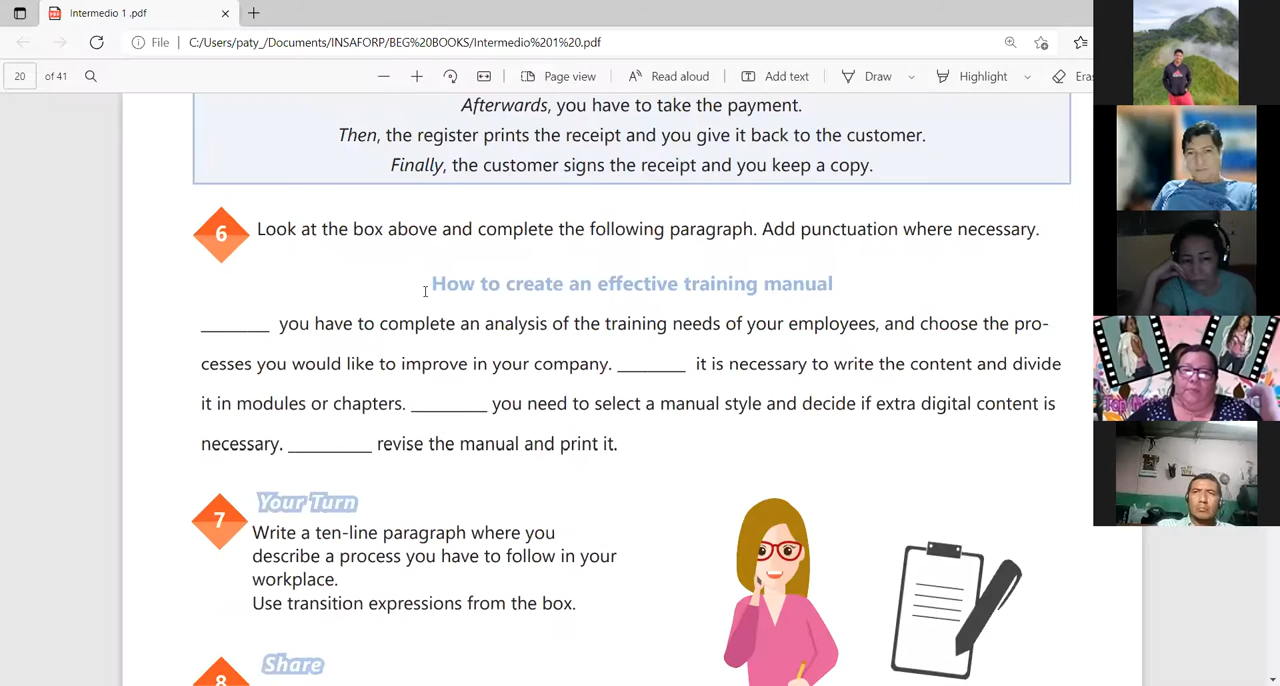 Intermedio 1 .pdf
File C:/Users/paty_/Documents/INSAFORP/BEG%20BOOKS/Intermedio%201%20.pdf
20 of 41 Page view Read aloud Add text Draw Highlight Eras
Afterwards, you have to take the payment.
Then, the register prints the receipt and you give it back to the customer.
Finally, the customer signs the receipt and you keep a copy.
6 Look at the box above and complete the following paragraph. Add punctuation where necessary.
How to create an effective training manual
________ you have to complete an analysis of the training needs of your employees, and choose the pro-
cesses you would like to improve in your company. ________ it is necessary to write the content and divide
it in modules or chapters. _________ you need to select a manual style and decide if extra digital content is
necessary. __________ revise the manual and print it.
7 Your Turn
Write a ten-line paragraph where you
describe a process you have to follow in your
workplace.
Use transition expressions from the box.
8 Share